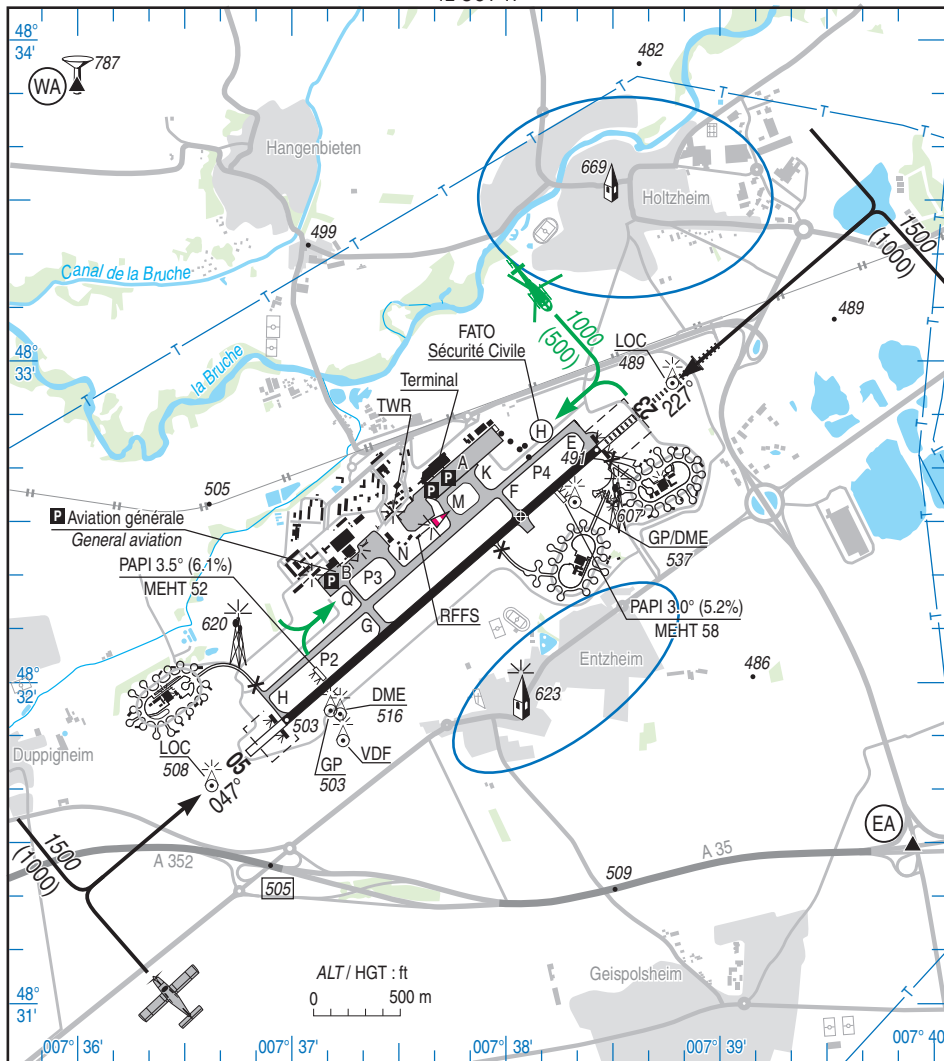 48°
34'
787
WA
482
Hangenbieten
669
Holtzheim
499
1500
(1000)
Canal de la Bruche
489
FATO
Sécurité Civile
1000
(500)
LOC
489
48°
33'
la Bruche
Terminal
TWR
23
227°
H
E
491
A
K
P4
505
P
P
M
F
607
P Aviation générale
General aviation
I
N
GP/DME
537
PAPI 3.5° (6.1%)
MEHT 52
B
P
P3
Q
RFFS
PAPI 3.0° (5.2%)
MEHT 58
G
620
Entzheim
P2
48°
32'
623
486
H
DME
516
503
Duppigheim
LOC
508
05
047°
GP
503
VDF
EA
1500
(1000)
A 352
A 35
505
509
ALT / HGT : ft
0 500 m
Geispolsheim
48°
31'
007° 36' 007° 37' 007° 38' 007° 39' 007° 40
T
T
T
T
T
T
T